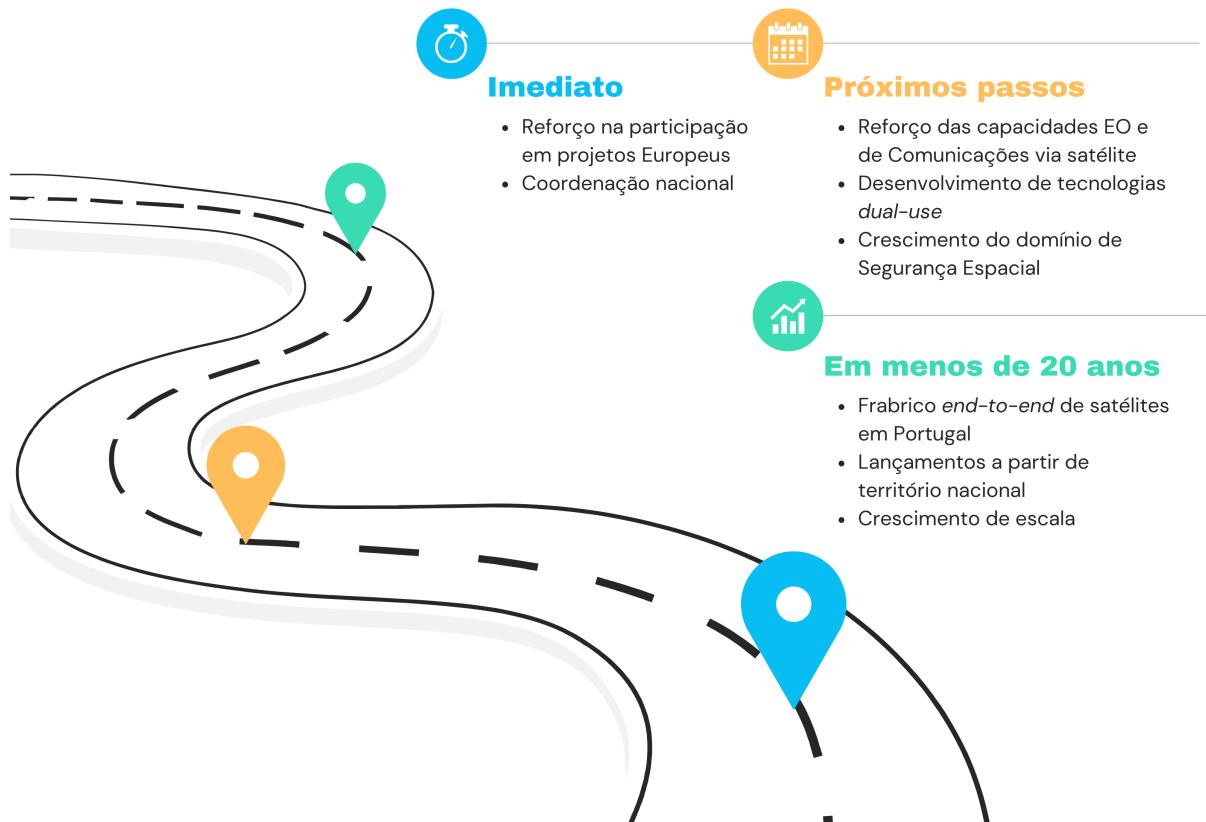 Imediato
• Reforço na participação
em projetos Europeus
• Coordenação nacional
Próximos passos
• Reforço das capacidades EO e
de Comunicações via satélite
• Desenvolvimento de tecnologias
dual-use
• Crescimento do domínio de
Segurança Espacial
Em menos de 20 anos
• Frabrico end-to-end de satélites
em Portugal
• Lançamentos a partir de
território nacional
• Crescimento de escala